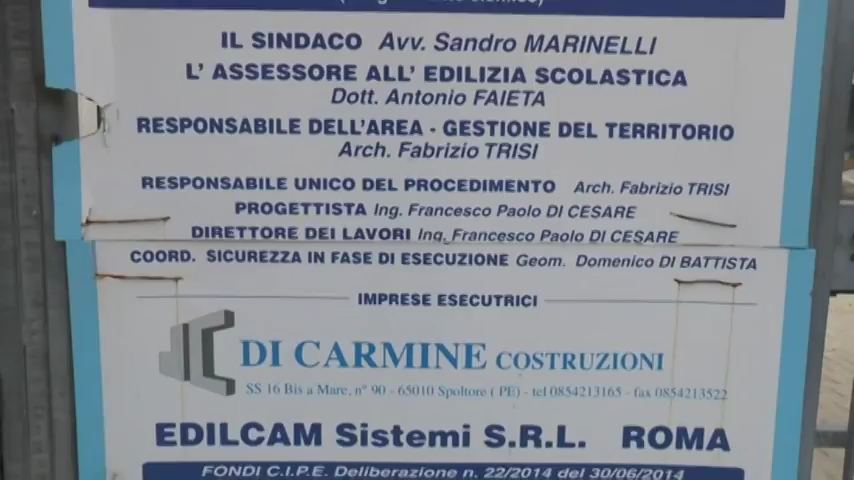 IL SINDACO Avv. Sandro MARINELLI
L' ASSESSORE ALL' EDILIZIA SCOLASTICA
Dott. Antonio FAIETA
RESPONSABILE DELL'AREA - GESTIONE DEL TERRITORIO
Arch. Fabrizio TRISI
RESPONSABILE UNICO DEL PROCEDIMENTO Arch. Fabrizio TRISI
PROGETTISTA Ing. Francesco Paolo DI CESARE
DIRETTORE DEI LAVORI Ing. Francesco Paolo DI CESARE
COORD. SICUREZZA IN FASE DI ESECUZIONE Geom. Domenico DI BATTISTA
IMPRESE ESECUTRICI
DI CARMINE COSTRUZIONI
SS 16 Bis a Mare, n° 90 - 65010 Spoltore ( PE) - tel 0854213165 - fax 0854213522
EDILCAM Sistemi S.R.L. ROMA
FONDI C.I.P.E. Deliberazione n. 22/2014 del 30/06/2014